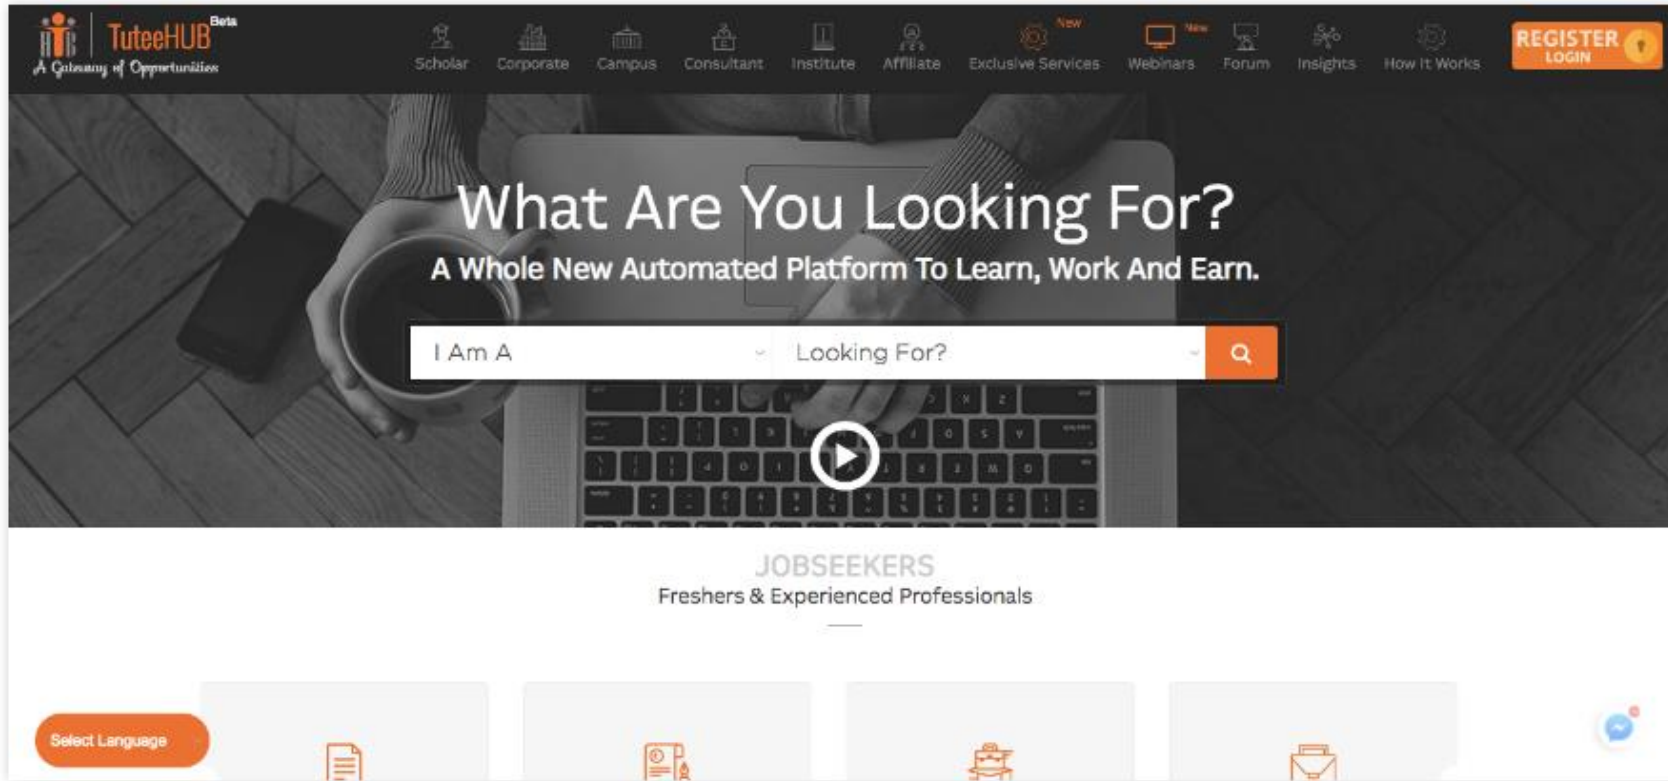 TuteeHUB Beta
A Gateway of Opportunities
Scholar
Corporate
Campus
Consultant
Institute
Affiliate
New
Exclusive Services
New
Webinars
Forum
Insights
How It Works
REGISTER
LOGIN
What Are You Looking For?
A Whole New Automated Platform To Learn, Work And Earn.
I Am A
Looking For?
JOBSEEKERS
Freshers & Experienced Professionals
Select Language